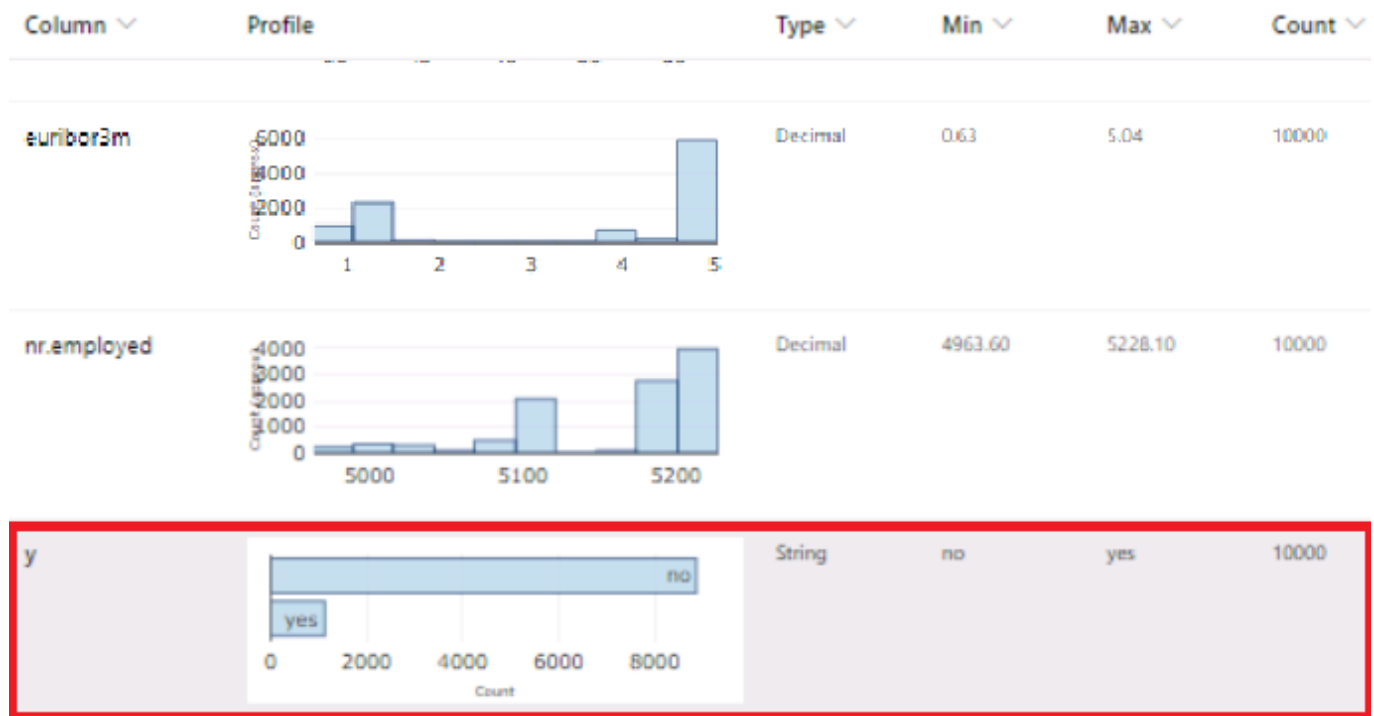 Column Profile Type Min Max Count
euribor3m Decimal 0.63 5.04 10000
6000
4000
2000
0
1 2 3 4 5
nr.employed Decimal 4963.60 5228.10 10000
4000
3000
2000
1000
0
5000 5100 5200
y String no yes 10000
no
yes
0 2000 4000 6000 8000
Count